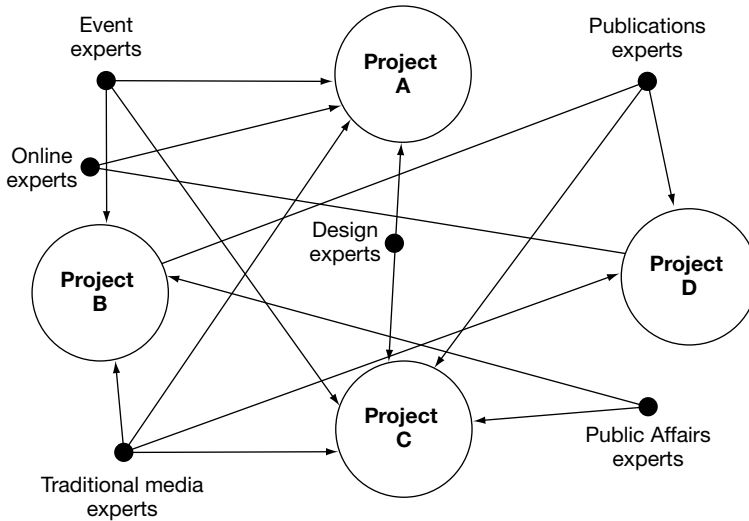 Event
experts
Publications
experts
Project
A
Online
experts
Design
experts
Project
B
Project
D
Project
C
Public Affairs
experts
Traditional media
experts